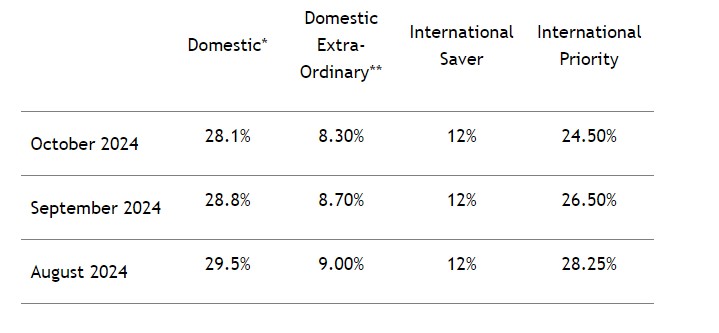 Domestic*
Domestic
Extra-
Ordinary**
International
Saver
International
Priority
October 2024 28.1% 8.30% 12% 24.50%
September 2024 28.8% 8.70% 12% 26.50%
August 2024 29.5% 9.00% 12% 28.25%